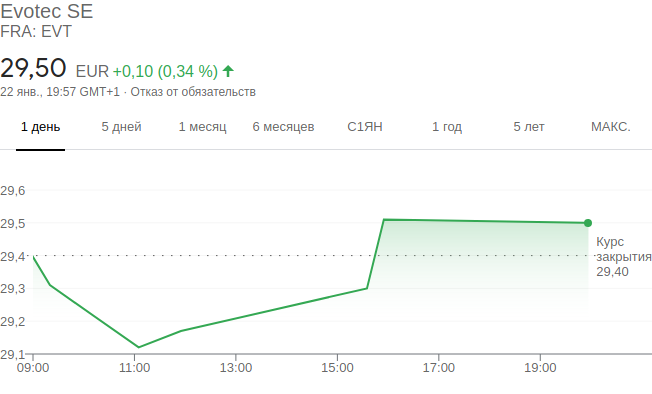 Evotec SE
FRA: EVT
29,50 EUR +0,10 (0,34 %)
22 янв., 19:57 GMT+1 · Отказ от обязательств
1 день 5 дней 1 месяц 6 месяцев С1ЯН 1 год 5 лет МАКС.
29,6
29,5
Курс
29,4 закрытия
29,40
29,3
29,2
29,1
09:00 11:00 13:00 15:00 17:00 19:00